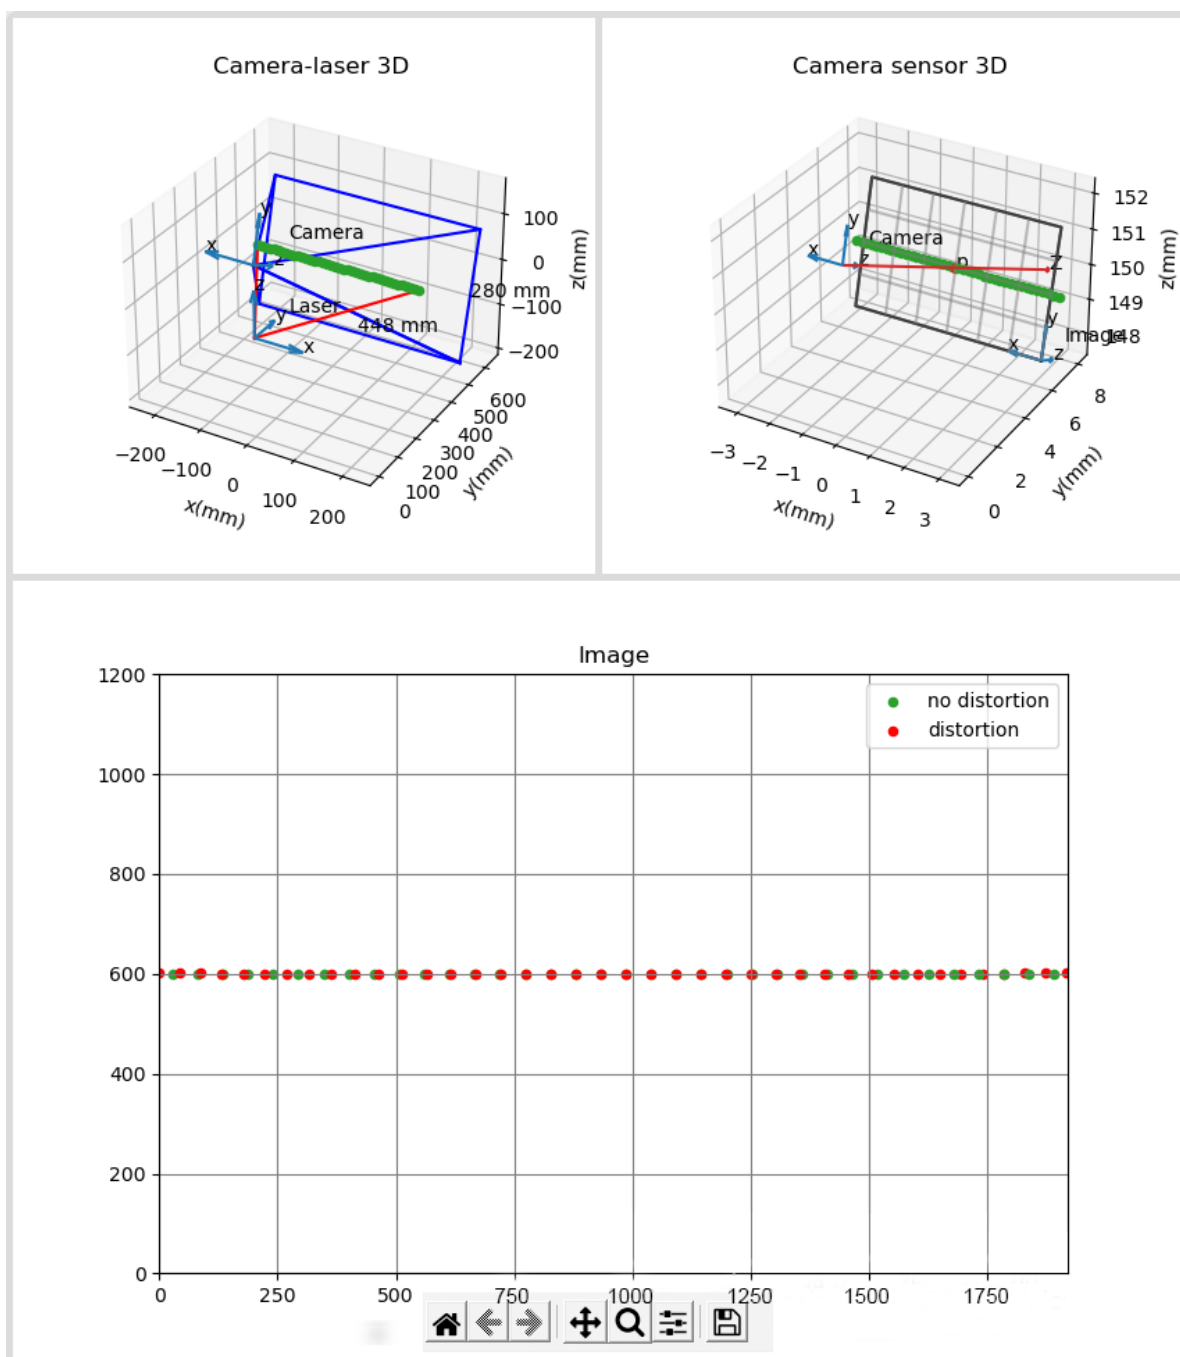 Camera-laser 3D
y
x
Camera
z
z
Laser
y
x
280 mm
448 mm
100
0
−100
−200
z(mm)
600
500
400
300
200
100
0
y(mm)
−200
−100
0
100
200
x(mm)
Camera sensor 3D
y
x
Camera
z
p
z
y
Image
x
z
152
151
150
149
148
z(mm)
8
6
4
2
0
y(mm)
−3
−2
−1
0
1
2
3
x(mm)
Image
1200
1000
800
600
400
200
0
no distortion
distortion
0 250 500 750 1000 1250 1500 1750